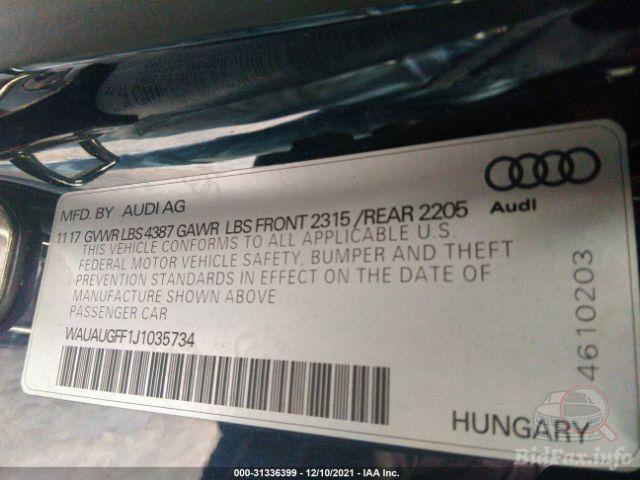 MFD. BY AUDI AG
Audi
11 17 GVWR LBS 4387 GAWR LBS FRONT 2315 /REAR 2205
THIS VEHICLE CONFORMS TO ALL APPLICABLE U.S.
FEDERAL MOTOR VEHICLE SAFETY, BUMPER AND THEFT
PREVENTION STANDARDS IN EFFECT ON THE DATE OF
MANUFACTURE SHOWN ABOVE
PASSENGER CAR
WAUAUGFF1J1035734
4610203
HUNGARY
BidFax.info
000-31336399 - 12/10/2021 - IAA Inc.